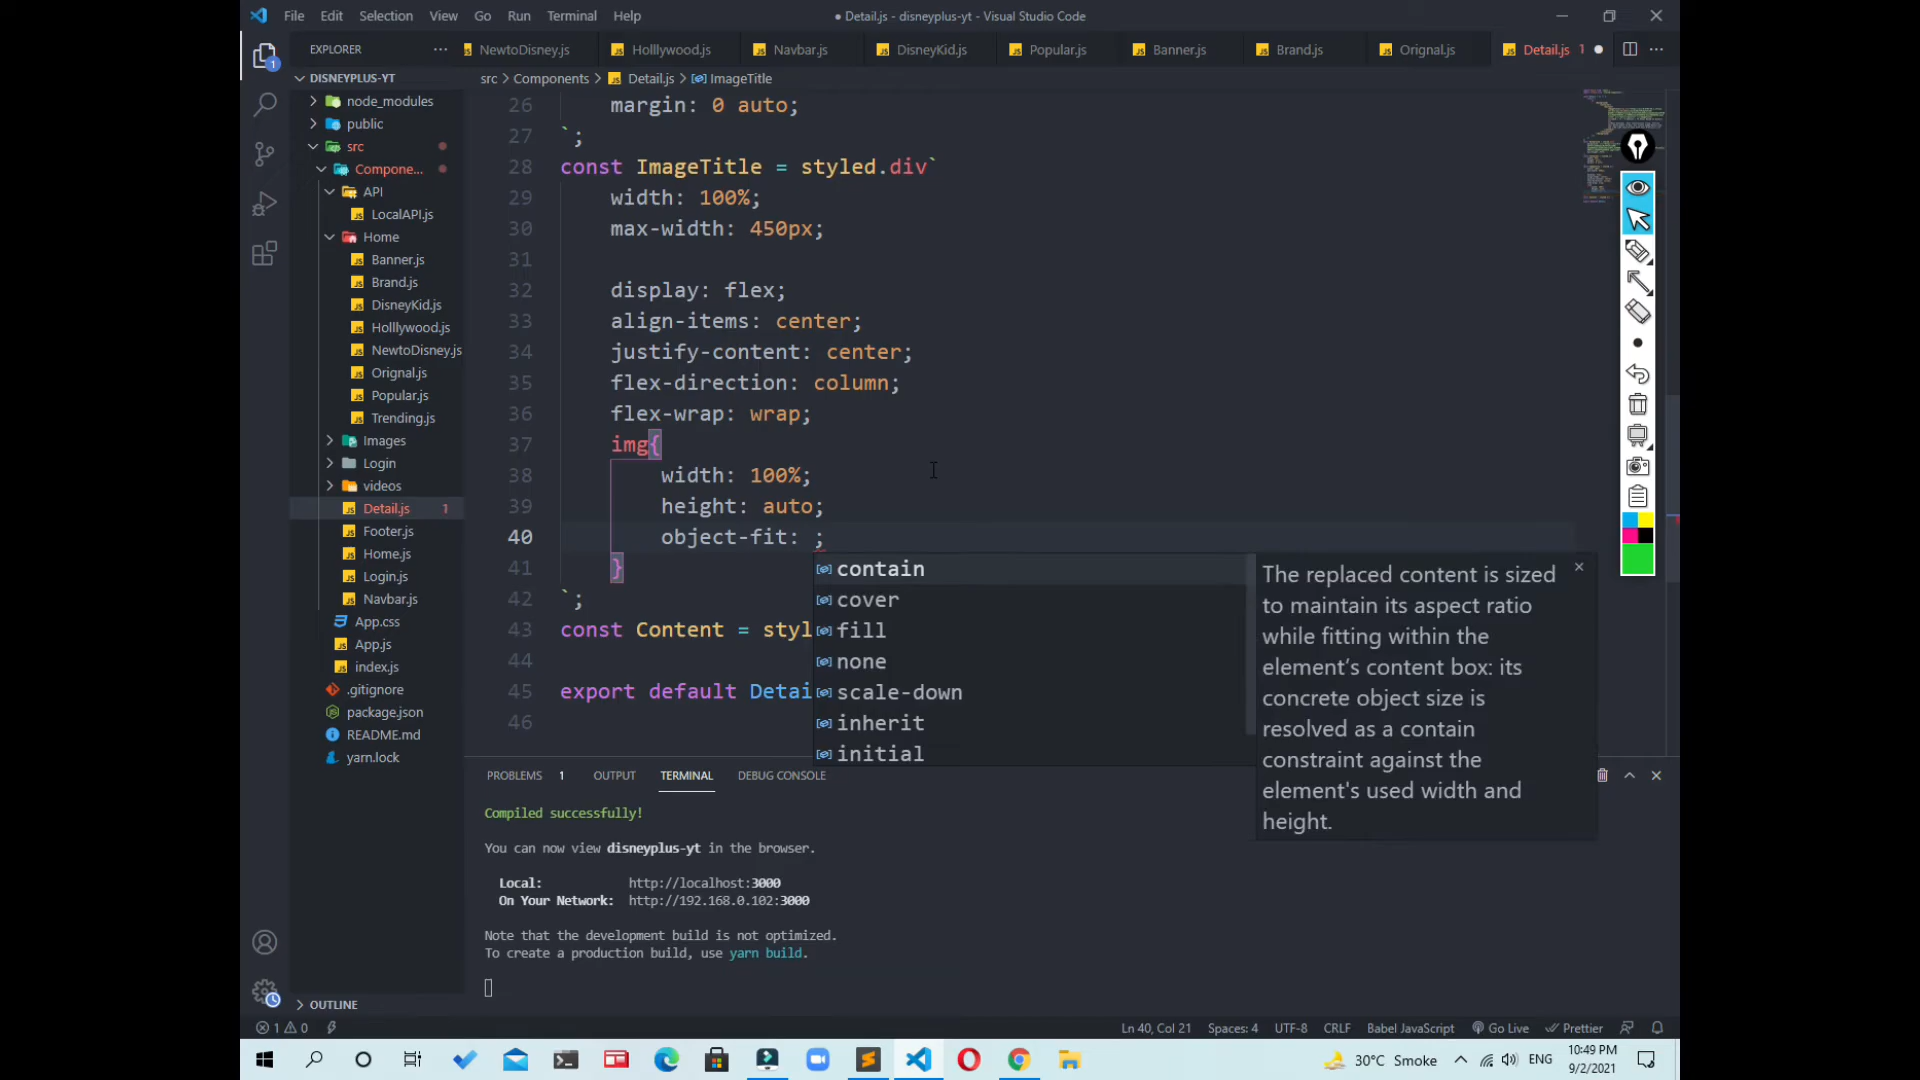 File Edit Selection View Go Run Terminal Help
● Detail.js - disneyplus-yt - Visual Studio Code
EXPLORER
NewtoDisney.js Holllywood.js Navbar.js DisneyKid.js Popular.js Banner.js Brand.js Orignal.js Detail.js 1
src > Components > Detail.js > ImageTitle
DISNEYPLUS-YT
node_modules
public
src
Compone...
API
LocalAPI.js
Home
Banner.js
Brand.js
DisneyKid.js
Holllywood.js
NewtoDisney.js
Orignal.js
Popular.js
Trending.js
Images
Login
videos
Detail.js 1
Footer.js
Home.js
Login.js
Navbar.js
App.css
App.js
index.js
.gitignore
package.json
README.md
yarn.lock
OUTLINE
26 margin: 0 auto;
27 `;
28 const ImageTitle = styled.div`
29 width: 100%;
30 max-width: 450px;
31
32 display: flex;
33 align-items: center;
34 justify-content: center;
35 flex-direction: column;
36 flex-wrap: wrap;
37 img{
38 width: 100%;
39 height: auto;
40 object-fit: ;
41 }
42 `;
43 const Content = styl
44
45 export default Detai
46
contain
cover
fill
none
scale-down
inherit
initial
The replaced content is sized
to maintain its aspect ratio
while fitting within the
element's content box: its
concrete object size is
resolved as a contain
constraint against the
element's used width and
height.
PROBLEMS 1 OUTPUT TERMINAL DEBUG CONSOLE
Compiled successfully!
You can now view disneyplus-yt in the browser.
Local: http://localhost:3000
On Your Network: http://192.168.0.102:3000
Note that the development build is not optimized.
To create a production build, use yarn build.
1 0
Ln 40, Col 21 Spaces: 4 UTF-8 CRLF Babel JavaScript Go Live Prettier
30°C Smoke ENG 10:49 PM
9/2/2021